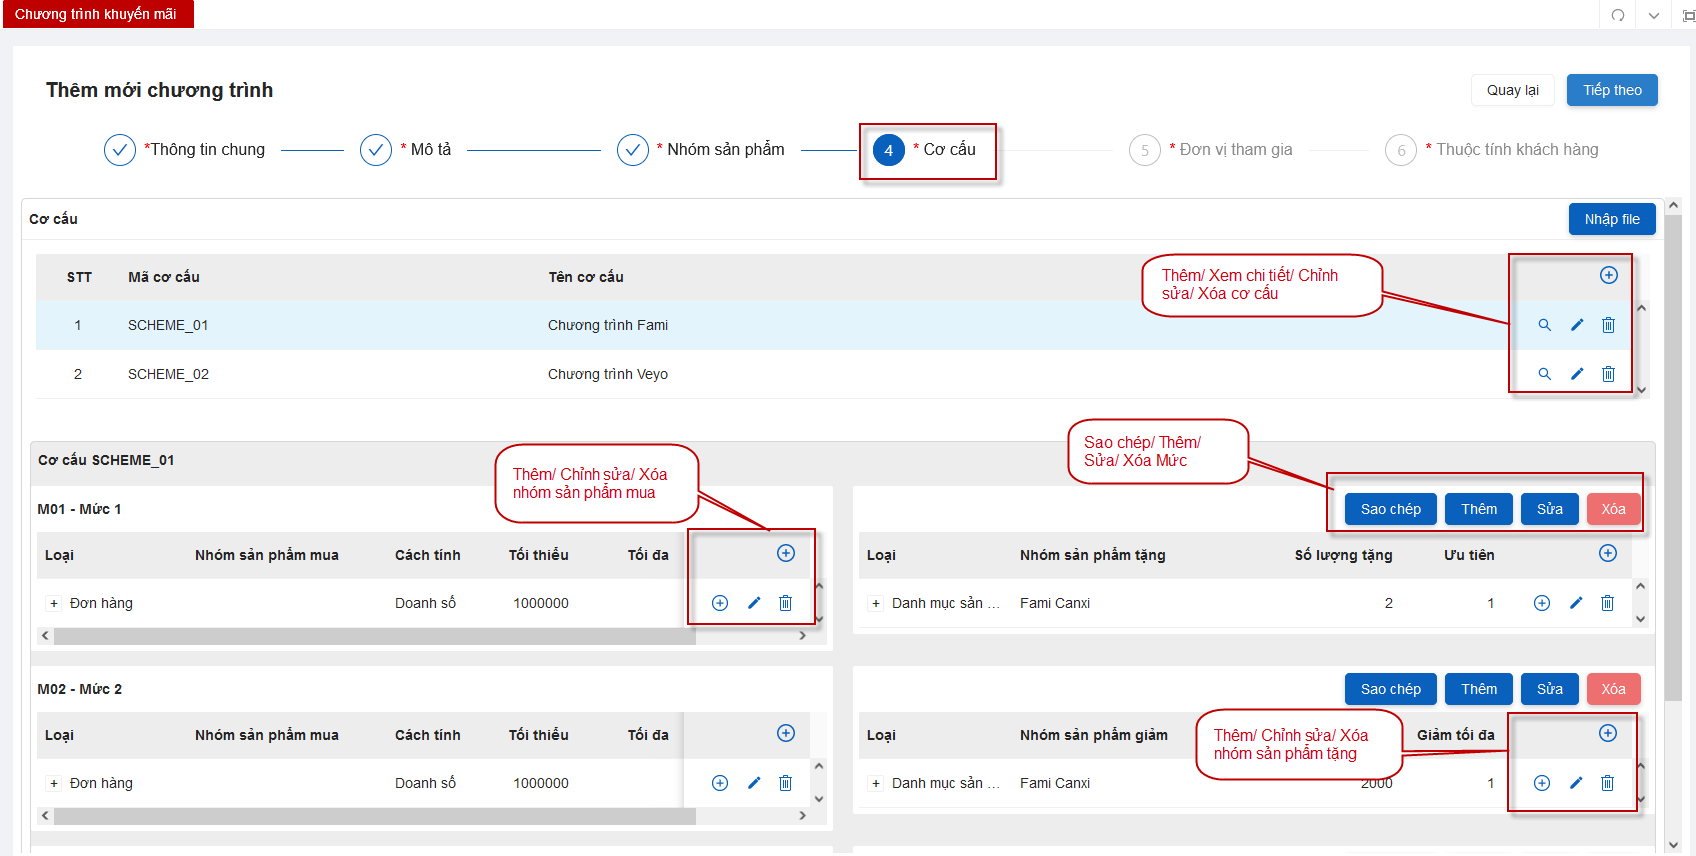 Chương trình khuyến mãi
Thêm mới chương trình
Quay lại
Tiếp theo
*Thông tin chung
* Mô tả
* Nhóm sản phẩm
4 * Cơ cấu
5 * Đơn vị tham gia
6 * Thuộc tính khách hàng
Cơ cấu
Nhập file
STT Mã cơ cấu Tên cơ cấu
Thêm/ Xem chi tiết/ Chỉnh
sửa/ Xóa cơ cấu
1 SCHEME_01 Chương trình Fami
2 SCHEME_02 Chương trình Veyo
Sao chép/ Thêm/
Sửa/ Xóa Mức
Cơ cấu SCHEME_01
Thêm/ Chỉnh sửa/ Xóa
nhóm sản phẩm mua
M01 - Mức 1
Sao chép Thêm Sửa Xóa
Loại Nhóm sản phẩm mua Cách tính Tối thiểu Tối đa
Đơn hàng Doanh số 1000000
Loại Nhóm sản phẩm tặng Số lượng tặng Ưu tiên
Danh mục sản ... Fami Canxi 2 1
M02 - Mức 2
Sao chép Thêm Sửa Xóa
Loại Nhóm sản phẩm mua Cách tính Tối thiểu Tối đa
Đơn hàng Doanh số 1000000
Loại Nhóm sản phẩm giảm Giảm tối đa
Thêm/ Chỉnh sửa/ Xóa
nhóm sản phẩm tặng
Danh mục sản ... Fami Canxi 2000 1